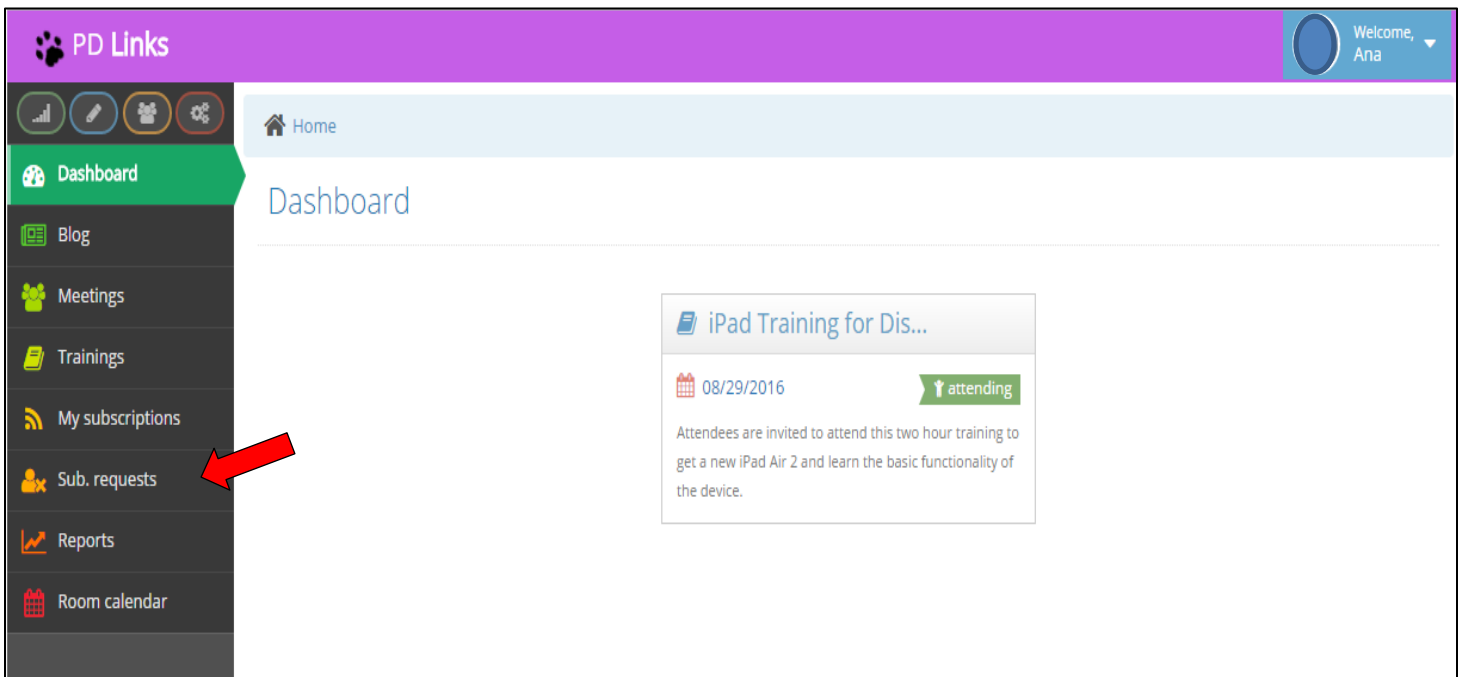 PD Links
Welcome,
Ana
Home
Dashboard
Blog
Meetings
Trainings
My subscriptions
Sub. requests
Reports
Room calendar
Dashboard
iPad Training for Dis...
08/29/2016
attending
Attendees are invited to attend this two hour training to
get a new iPad Air 2 and learn the basic functionality of
the device.